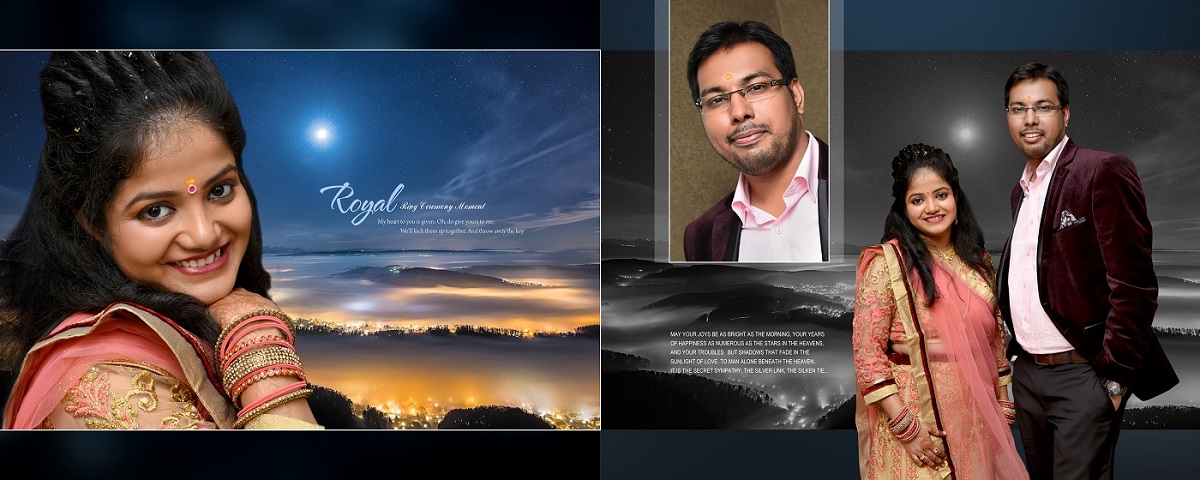 Royal Ring Ceremony Moment
My heart to you is given: Oh, do give yours to me;
We'll lock them up together, And throw away the key
MAY YOUR JOYS BE AS BRIGHT AS THE MORNING, YOUR YEARS
OF HAPPINESS AS NUMEROUS AS THE STARS IN THE HEAVENS,
AND YOUR TROUBLES BUT SHADOWS THAT FADE IN THE
SUNLIGHT OF LOVE. TO MAN ALONE BENEATH THE HEAVEN.
IT IS THE SECRET SYMPATHY, THE SILVER LINK, THE SILKEN TIE...